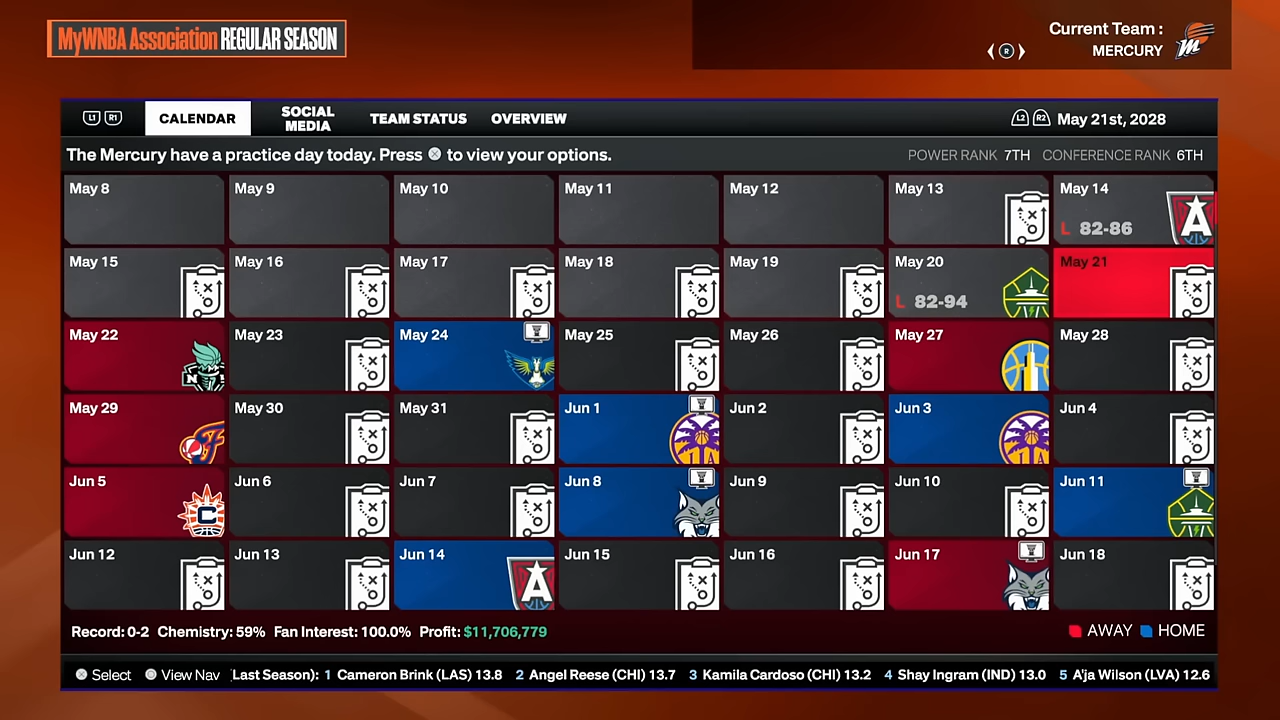 MyWNBA Association REGULAR SEASON
Current Team :
R
MERCURY
L1 R1 CALENDAR SOCIAL MEDIA TEAM STATUS OVERVIEW L2 R2 May 21st, 2028
The Mercury have a practice day today. Press to view your options. POWER RANK 7TH CONFERENCE RANK 6TH
May 8 May 9 May 10 May 11 May 12 May 13 May 14
L 82-86
May 15 May 16 May 17 May 18 May 19 May 20 May 21
L 82-94
May 22 May 23 May 24 May 25 May 26 May 27 May 28
May 29 May 30 May 31 Jun 1 Jun 2 Jun 3 Jun 4
Jun 5 Jun 6 Jun 7 Jun 8 Jun 9 Jun 10 Jun 11
Jun 12 Jun 13 Jun 14 Jun 15 Jun 16 Jun 17 Jun 18
Record: 0-2 Chemistry: 59% Fan Interest: 100.0% Profit: $11,706,779 AWAY HOME
Select View Nav Last Season): 1 Cameron Brink (LAS) 13.8 2 Angel Reese (CHI) 13.7 3 Kamila Cardoso (CHI) 13.2 4 Shay Ingram (IND) 13.0 5 A'ja Wilson (LVA) 12.6